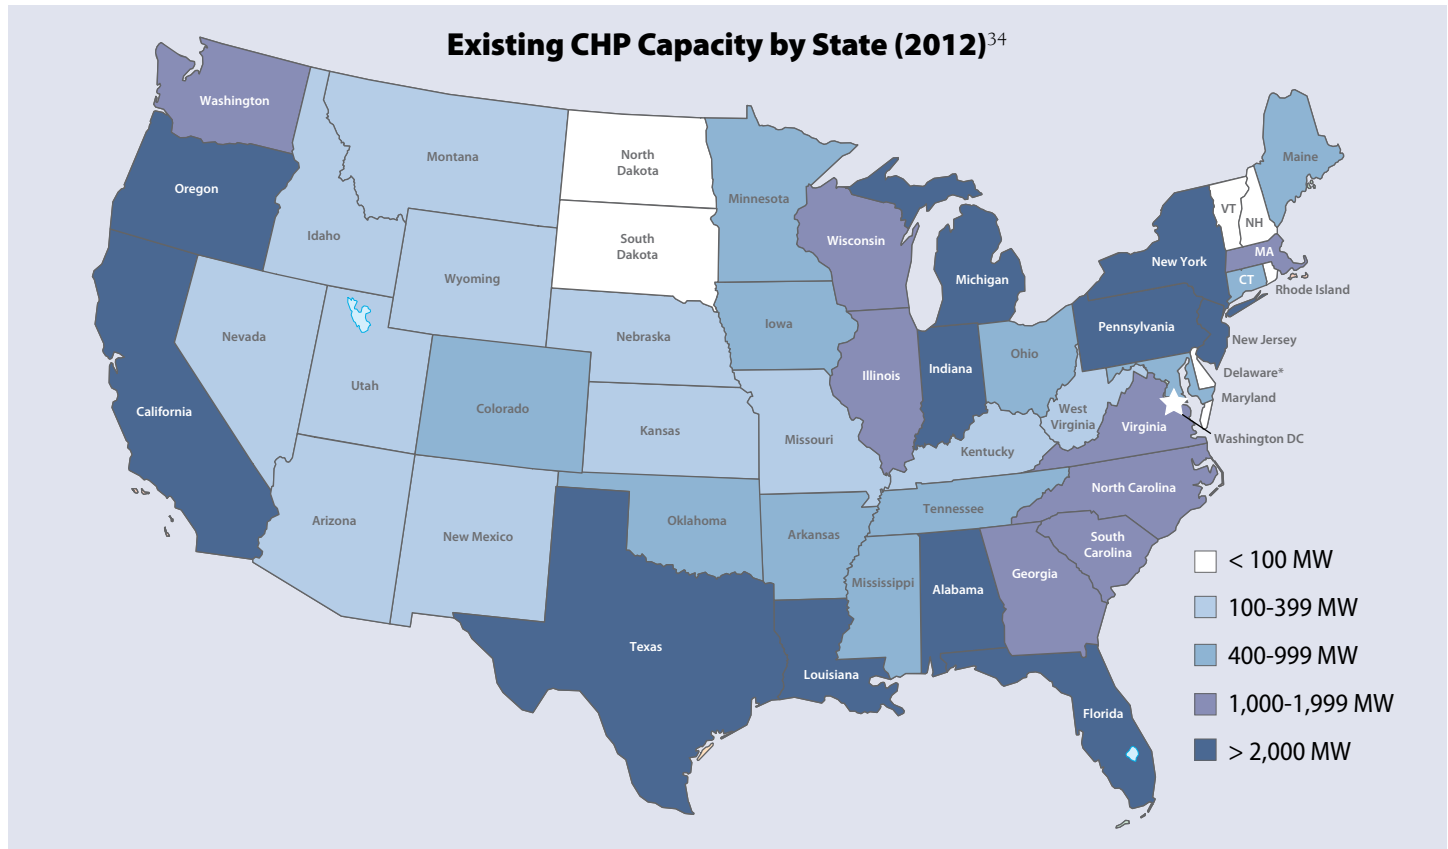 Existing CHP Capacity by State (2012)34
Washington
Oregon
California
Idaho
Nevada
Montana
Wyoming
Utah
Arizona
Colorado
New Mexico
North
Dakota
South
Dakota
Nebraska
Kansas
Oklahoma
Texas
Minnesota
Iowa
Missouri
Arkansas
Louisiana
Wisconsin
Illinois
Michigan
Indiana
Ohio
Kentucky
Tennessee
Mississippi
Alabama
Georgia
Florida
South
Carolina
North Carolina
Virginia
West
Virginia
Pennsylvania
New York
VT
NH
Maine
MA
CT
Rhode Island
New Jersey
Delaware*
Maryland
Washington DC
< 100 MW
100-399 MW
400-999 MW
1,000-1,999 MW
> 2,000 MW